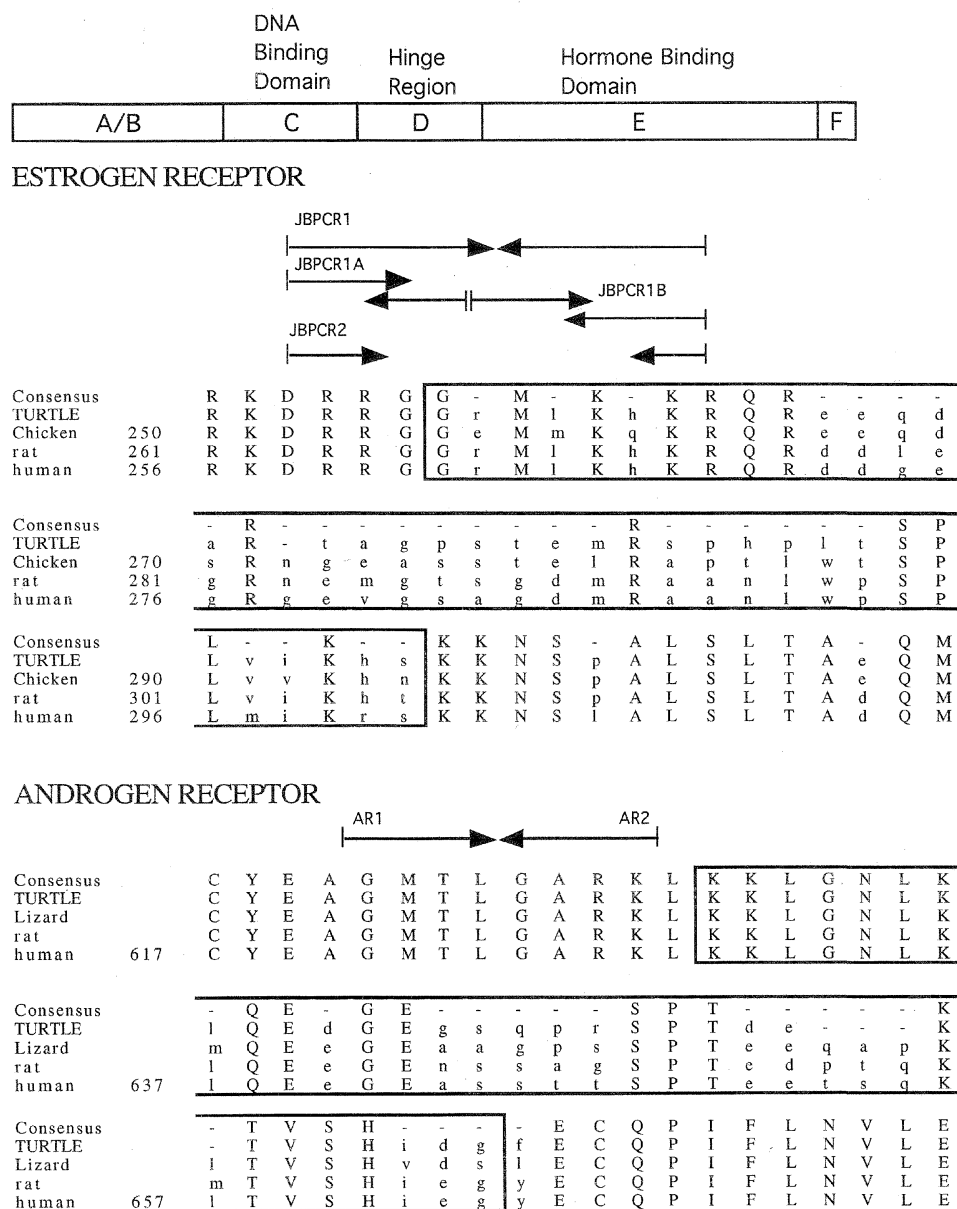 DNA
Binding
Domain
Hinge
Region
Hormone Binding
Domain
A/B C D E F
ESTROGEN RECEPTOR
JBPCR1
JBPCR1A
JBPCR1B
JBPCR2
Consensus R K D R R G G - M - K - K R Q R - - - -
TURTLE R K D R R G G r M l K h K R Q R e e q d
Chicken 250 R K D R R G G e M m K q K R Q R e e q d
rat 261 R K D R R G G r M l K h K R Q R d d l e
human 256 R K D R R G G r M l K h K R Q R d d g e
Consensus - R - - - - - - - - - R - - - - - - S P
TURTLE a R - t a g p s t e m R s p h p l t S P
Chicken 270 s R n g e a s s t e l R a p t l w t S P
rat 281 g R n e m g t s g d m R a a n l w p S P
human 276 g R g e v g s a g d m R a a n l w p S P
Consensus L - - K - - K K N S - A L S L T A - Q M
TURTLE L v i K h s K K N S p A L S L T A e Q M
Chicken 290 L v v K h n K K N S p A L S L T A e Q M
rat 301 L v i K h t K K N S p A L S L T A d Q M
human 296 L m i K r s K K N S l A L S L T A d Q M
ANDROGEN RECEPTOR
AR1 AR2
Consensus C Y E A G M T L G A R K L K K L G N L K
TURTLE C Y E A G M T L G A R K L K K L G N L K
Lizard C Y E A G M T L G A R K L K K L G N L K
rat C Y E A G M T L G A R K L K K L G N L K
human 617 C Y E A G M T L G A R K L K K L G N L K
Consensus - Q E - G E - - - - - S P T - - - - - K
TURTLE l Q E d G E g s q p r S P T d e - - - K
Lizard m Q E e G E a a g p s S P T e e q a p K
rat l Q E e G E n s s a g S P T e d p t q K
human 637 l Q E e G E a s s t t S P T e e t s q K
Consensus - T V S H - - - - E C Q P I F L N V L E
TURTLE - T V S H i d g f E C Q P I F L N V L E
Lizard l T V S H v d s l E C Q P I F L N V L E
rat m T V S H i e g y E C Q P I F L N V L E
human 657 l T V S H i e g y E C Q P I F L N V L E